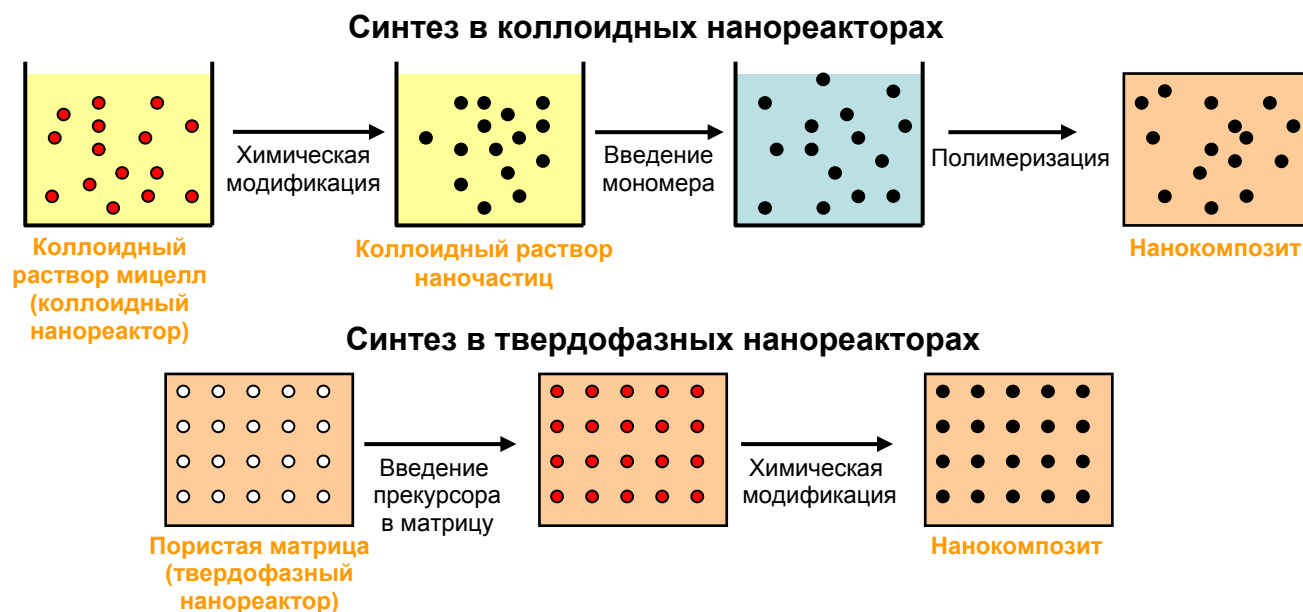 Синтез в коллоидных нанореакторах
Химическая
модификация
Введение
мономера
Полимеризация
Коллоидный
раствор мицелл
(коллоидный
нанореактор)
Коллоидный раствор
наночастиц
Нанокомпозит
Синтез в твердофазных нанореакторах
Введение
прекурсора
в матрицу
Химическая
модификация
Пористая матрица
(твердофазный
нанореактор)
Нанокомпозит